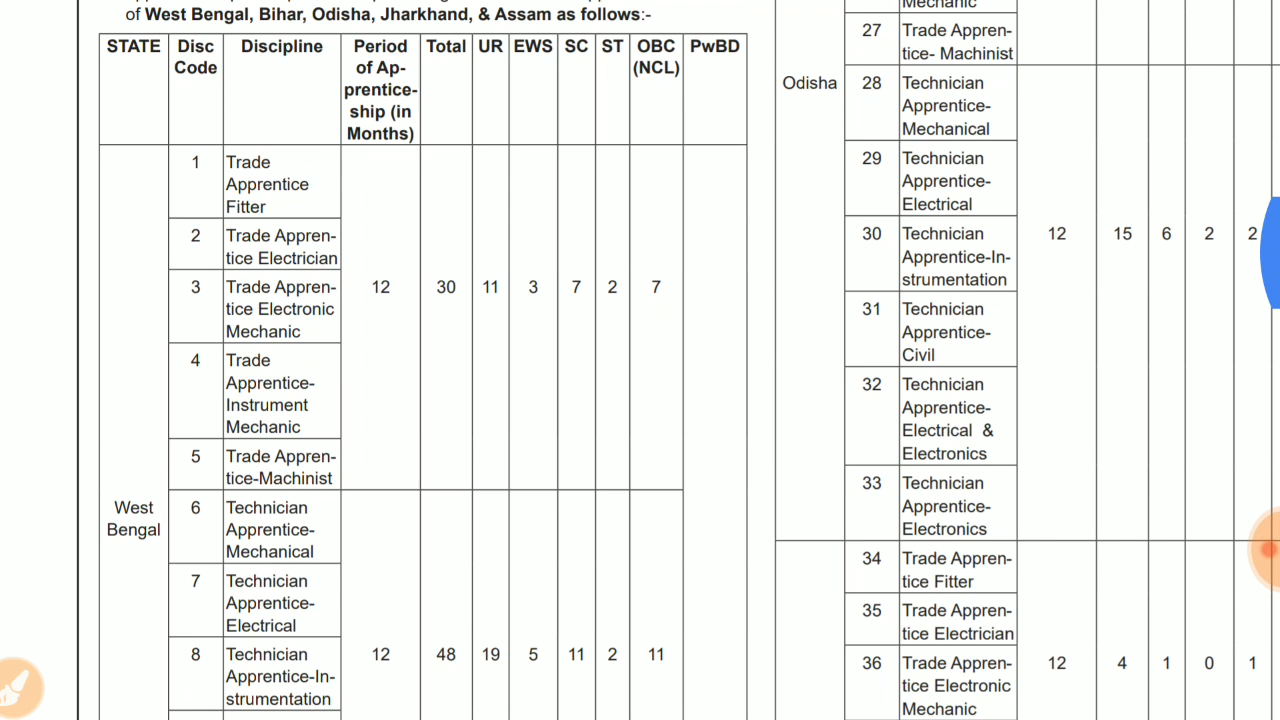 of West Bengal, Bihar, Odisha, Jharkhand, & Assam as follows:-
STATE Disc Code Discipline Period of Ap-prentice-ship (in Months) Total UR EWS SC ST OBC (NCL) PwBD
West
Bengal
1 Trade
Apprentice
Fitter
2 Trade Appren-
tice Electrician
3 Trade Appren- 12 30 11 3 7 2 7
tice Electronic
Mechanic
4 Trade
Apprentice-
Instrument
Mechanic
5 Trade Appren-
tice-Machinist
6 Technician
Apprentice-
Mechanical
7 Technician
Apprentice-
Electrical
8 Technician 12 48 19 5 11 2 11
Apprentice-In-
strumentation
Mechanic
27 Trade Appren-
tice- Machinist
Odisha 28 Technician
Apprentice-
Mechanical
29 Technician
Apprentice-
Electrical
30 Technician 12 15 6 2 2
Apprentice-In-
strumentation
31 Technician
Apprentice-
Civil
32 Technician
Apprentice-
Electrical &
Electronics
33 Technician
Apprentice-
Electronics
34 Trade Appren-
tice Fitter
35 Trade Appren-
tice Electrician
36 Trade Appren- 12 4 1 0 1
tice Electronic
Mechanic